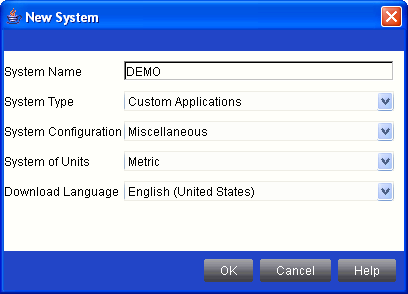 New System
System Name DEMO
System Type Custom Applications
System Configuration Miscellaneous
System of Units Metric
Download Language English (United States)
OK Cancel Help